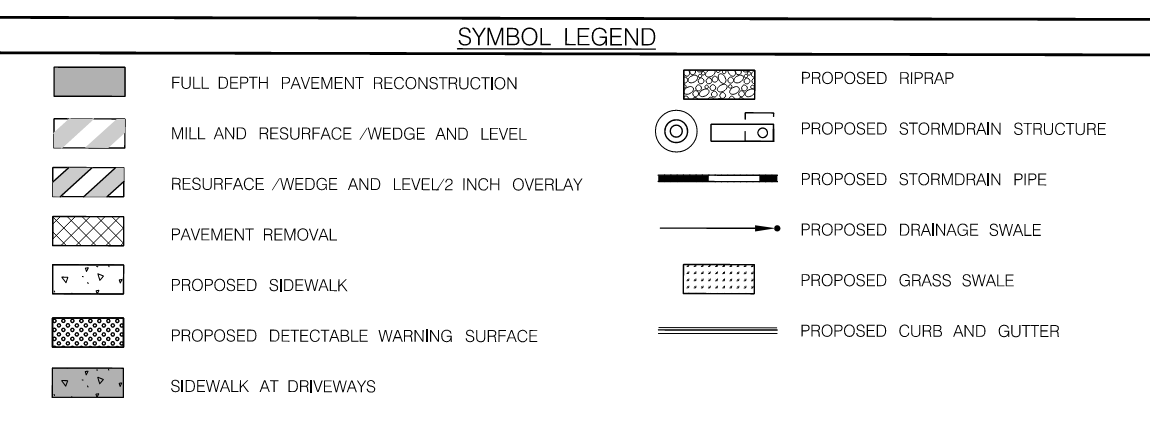 SYMBOL LEGEND
FULL DEPTH PAVEMENT RECONSTRUCTION
MILL AND RESURFACE /WEDGE AND LEVEL
RESURFACE /WEDGE AND LEVEL/2 INCH OVERLAY
PAVEMENT REMOVAL
PROPOSED SIDEWALK
PROPOSED DETECTABLE WARNING SURFACE
SIDEWALK AT DRIVEWAYS
PROPOSED RIPRAP
PROPOSED STORMDRAIN STRUCTURE
PROPOSED STORMDRAIN PIPE
PROPOSED DRAINAGE SWALE
PROPOSED GRASS SWALE
PROPOSED CURB AND GUTTER